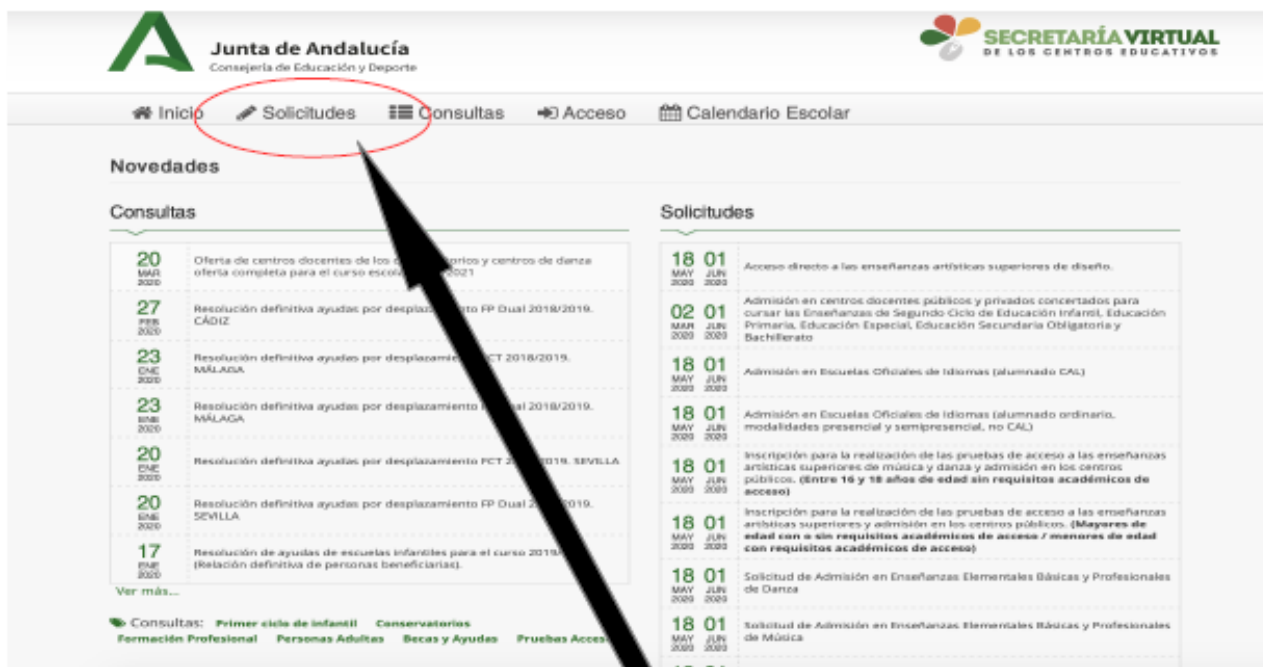 Junta de Andalucía
Consejería de Educación y Deporte
SECRETARÍA VIRTUAL
DE LOS CENTROS EDUCATIVOS
Inicio Solicitudes Consultas Acceso Calendario Escolar
Novedades
Consultas
20 MAR 2020
Oferta de centros docentes de los y centros de danza
oferta completa para el curso 2021
27 FEB 2020
Resolución definitiva ayudas por FP Dual 2018/2019.
CÁDIZ
23 ENE 2020
Resolución definitiva ayudas por desplazamiento 2018/2019.
MÁLAGA
23 ENE 2020
Resolución definitiva ayudas por desplazamiento 2018/2019.
MÁLAGA
20 ENE 2020
Resolución definitiva ayudas por desplazamiento FCT SEVILLA
20 ENE 2020
Resolución definitiva ayudas por desplazamiento FP Dual
SEVILLA
17 ENE 2020
Resolución de ayudas de escuelas infantiles para el curso
(Relación definitiva de personas beneficiarias).
Ver más...
Consultas: Primer ciclo de infantil Conservatorios
Formación Profesional Personas Adultas Becas y Ayudas Pruebas
Solicitudes
18 MAY 2020 01 JUN 2020
Acceso directo a las enseñanzas artísticas superiores de diseño.
02 MAR 2020 01 JUN 2020
Admisión en centros docentes públicos y privados concertados para
cursar las Enseñanzas de Segundo Ciclo de Educación Infantil, Educación
Primaria, Educación Especial, Educación Secundaria Obligatoria y
Bachillerato
18 MAY 2020 01 JUN 2020
Admisión en Escuelas Oficiales de Idiomas (alumnado CAL)
18 MAY 2020 01 JUN 2020
Admisión en Escuelas Oficiales de Idiomas (alumnado ordinario,
modalidades presencial y semipresencial, no CAL)
18 MAY 2020 01 JUN 2020
Inscripción para la realización de las pruebas de acceso a las enseñanzas
artísticas superiores de música y danza y admisión en los centros
públicos. (Entre 16 y 18 años de edad sin requisitos académicos de
acceso)
18 MAY 2020 01 JUN 2020
Inscripción para la realización de las pruebas de acceso a las enseñanzas
artísticas superiores y admisión en los centros públicos. (Mayores de
edad con o sin requisitos académicos de acceso / menores de edad
con requisitos académicos de acceso)
18 MAY 2020 01 JUN 2020
Solicitud de Admisión en Enseñanzas Elementales Básicas y Profesionales
de Danza
18 MAY 2020 01 JUN 2020
Solicitud de Admisión en Enseñanzas Elementales Básicas y Profesionales
de Música